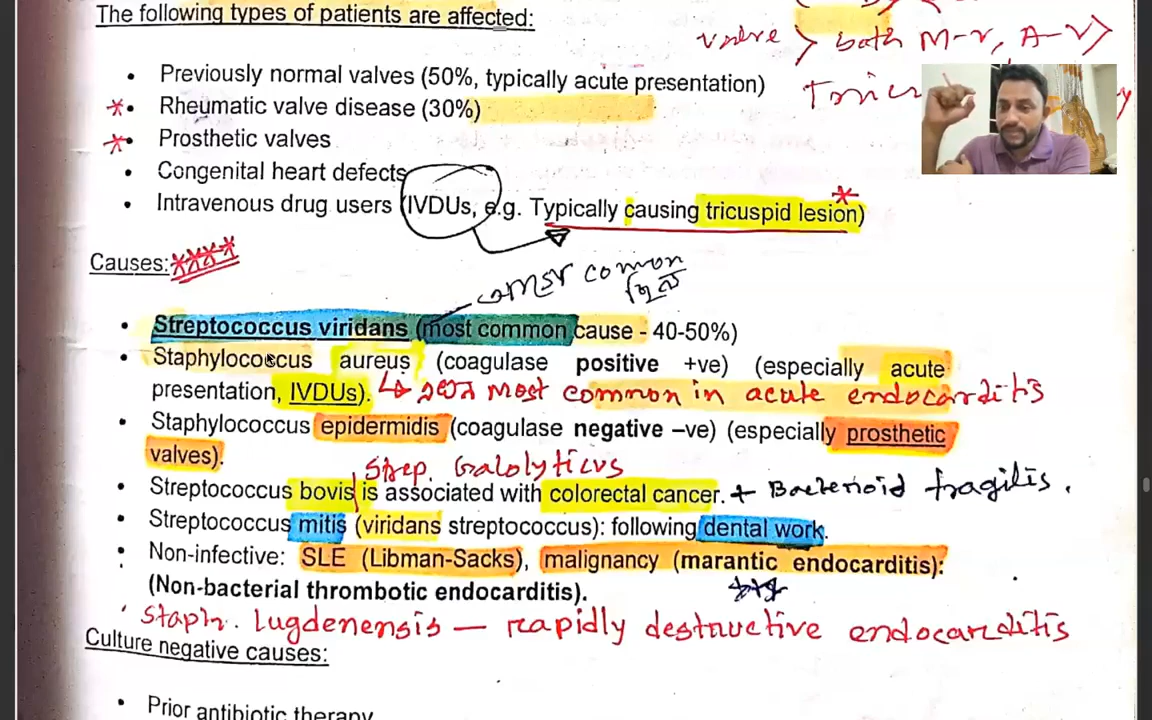 The following types of patients are affected:
valve > both M-v, A-V>
• Previously normal valves (50%, typically acute presentation)
* • Rheumatic valve disease (30%)
* • Prosthetic valves
• Congenital heart defects
• Intravenous drug users (IVDUs, e.g. Typically causing tricuspid lesion)
Causes:****
common
• Streptococcus viridans (most common cause - 40-50%)
• Staphylococcus aureus (coagulase positive +ve) (especially acute
presentation, IVDUs).
most common in acute endocarditis
• Staphylococcus epidermidis (coagulase negative –ve) (especially prosthetic
valves).
Strep.
• Streptococcus bovis is associated with colorectal cancer. + Bacterioid fragilis.
• Streptococcus mitis (viridans streptococcus): following dental work.
• Non-infective: SLE (Libman-Sacks), malignancy (marantic endocarditis):
(Non-bacterial thrombotic endocarditis).
Staph. lugdenensis — rapidly destructive endocarditis
Culture negative causes:
• Prior antibiotic therapy